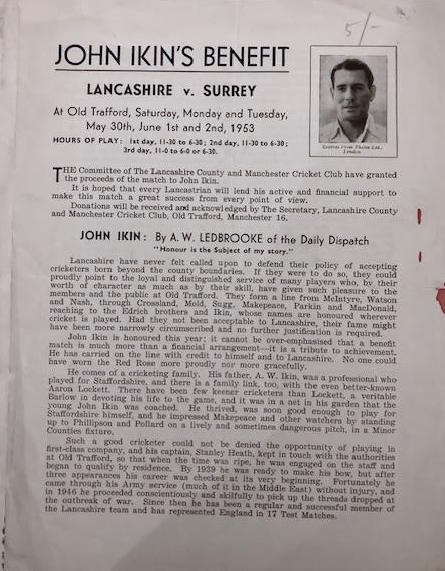 5/-
JOHN IKIN'S BENEFIT
LANCASHIRE v. SURREY
At Old Trafford, Saturday, Monday and Tuesday,
May 30th, June 1st and 2nd, 1953
HOURS OF PLAY: 1st day, 11-30 to 6-30; 2nd day, 11-30 to 6-30;
3rd day, 11-0 to 6-0 or 6-30.
Central Press Photos Ltd.,
London
THE Committee of The Lancashire County and Manchester Cricket Club have granted
the proceeds of the match to John Ikin.
It is hoped that every Lancastrian will lend his active and financial support to
make this match a great success from every point of view.
Donations will be received and acknowledged by The Secretary, Lancashire County
and Manchester Cricket Club, Old Trafford, Manchester 16.
JOHN IKIN: By A. W. LEDBROOKE of the Daily Dispatch
"Honour is the Subject of my story."
Lancashire have never felt called upon to defend their policy of accepting
cricketers born beyond the county boundaries. If they were to do so, they could
proudly point to the loyal and distinguished service of many players who, by their
worth of character as much as by their skill, have given such pleasure to the
members and the public at Old Trafford. They form a line from McIntyre, Watson
and Nash, through Crossland, Mold, Sugg, Makepeace, Parkin and MacDonald,
reaching to the Edrich brothers and Ikin, whose names are honoured wherever
cricket is played. Had they not been acceptable to Lancashire, their fame might
have been more narrowly circumscribed and no further justification is required.
John Ikin is honoured this year; it cannot be over-emphasised that a benefit
match is much more than a financial arrangement—it is a tribute to achievement.
He has carried on the line with credit to himself and to Lancashire. No one could
have worn the Red Rose more proudly nor more gracefully.
He comes of a cricketing family. His father, A. W. Ikin, was a professional who
played for Staffordshire, and there is a family link, too, with the even better-known
Aaron Lockett. There have been few keener cricketers than Lockett, a veritable
Barlow in devoting his life to the game, and it was in a net in his garden that the
young John Ikin was coached. He thrived, was soon good enough to play for
Staffordshire himself, and he impressed Makepeace and other watchers by standing
up to Phillipson and Pollard on a lively and sometimes dangerous pitch, in a Minor
Counties fixture.
Such a good cricketer could not be denied the opportunity of playing in
first-class company, and his captain, Stanley Heath, kept in touch with the authorities
at Old Trafford, so that when the time was ripe, he was engaged on the staff and
began to qualify by residence. By 1939 he was ready to make his bow, but after
three appearances his career was checked at its very beginning. Fortunately he
came through his Army service (much of it in the Middle East) without injury, and
in 1946 he proceeded conscientiously and skilfully to pick up the threads dropped at
the outbreak of war. Since then he has been a regular and successful member of
the Lancashire team and has represented England in 17 Test Matches.